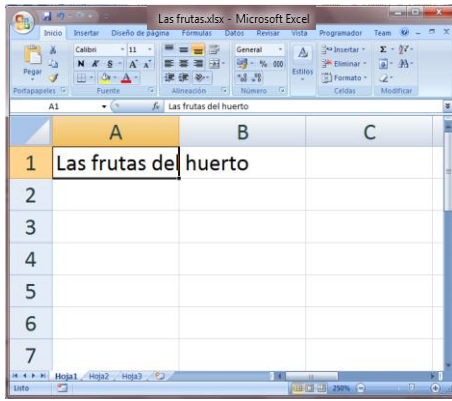 Las frutas.xlsx - Microsoft Excel
Inicio Insertar Diseño de página Fórmulas Datos Revisar Vista Programador Team
Calibri 11 General Insertar
Pegar N K S A A % 000 Estilos Eliminar
Formato
Portapapeles Fuente Alineación Número Celdas Modificar
A1 fx Las frutas del huerto
A B C
1 Las frutas del huerto
2
3
4
5
6
7
Hoja1 Hoja2 Hoja3
Listo 250%